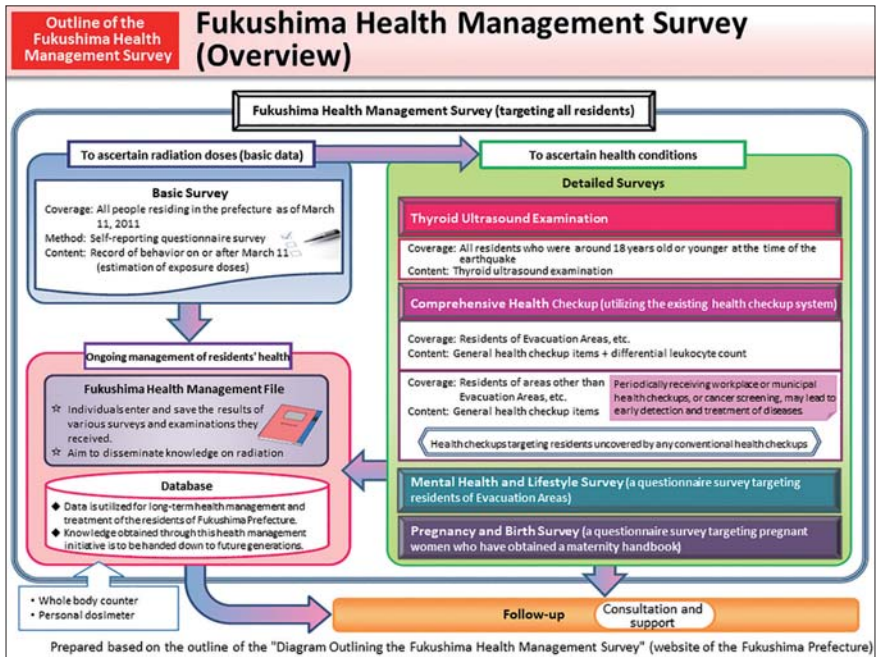 Outline of the
Fukushima Health
Management Survey
Fukushima Health Management Survey
(Overview)
Fukushima Health Management Survey (targeting all residents)
To ascertain radiation doses (basic data)
Basic Survey
Coverage: All people residing in the prefecture as of March
11, 2011
Method: Self-reporting questionnaire survey
Content: Record of behavior on or after March 11
(estimation of exposure doses)
Ongoing management of residents' health
Fukushima Health Management File
☆ Individuals enter and save the results of
various surveys and examinations they
received.
☆ Aim to disseminate knowledge on radiation
Database
◆ Data is utilized for long-term health management and
treatment of the residents of Fukushima Prefecture.
◆ Knowledge obtained through this health management
initiative is to be handed down to future generations.
• Whole body counter
• Personal dosimeter
To ascertain health conditions
Detailed Surveys
Thyroid Ultrasound Examination
Coverage: All residents who were around 18 years old or younger at the time of the
earthquake
Content: Thyroid ultrasound examination
Comprehensive Health Checkup (utilizing the existing health checkup system)
Coverage: Residents of Evacuation Areas, etc.
Content: General health checkup items + differential leukocyte count
Coverage: Residents of areas other than
Evacuation Areas, etc.
Content: General health checkup items
Periodically receiving workplace or municipal
health checkups, or cancer screening, may lead to
early detection and treatment of diseases.
Health checkups targeting residents uncovered by any conventional health checkups
Mental Health and Lifestyle Survey (a questionnaire survey targeting
residents of Evacuation Areas)
Pregnancy and Birth Survey (a questionnaire survey targeting pregnant
women who have obtained a maternity handbook)
Follow-up
Consultation and
support
Prepared based on the outline of the "Diagram Outlining the Fukushima Health Management Survey" (website of the Fukushima Prefecture)